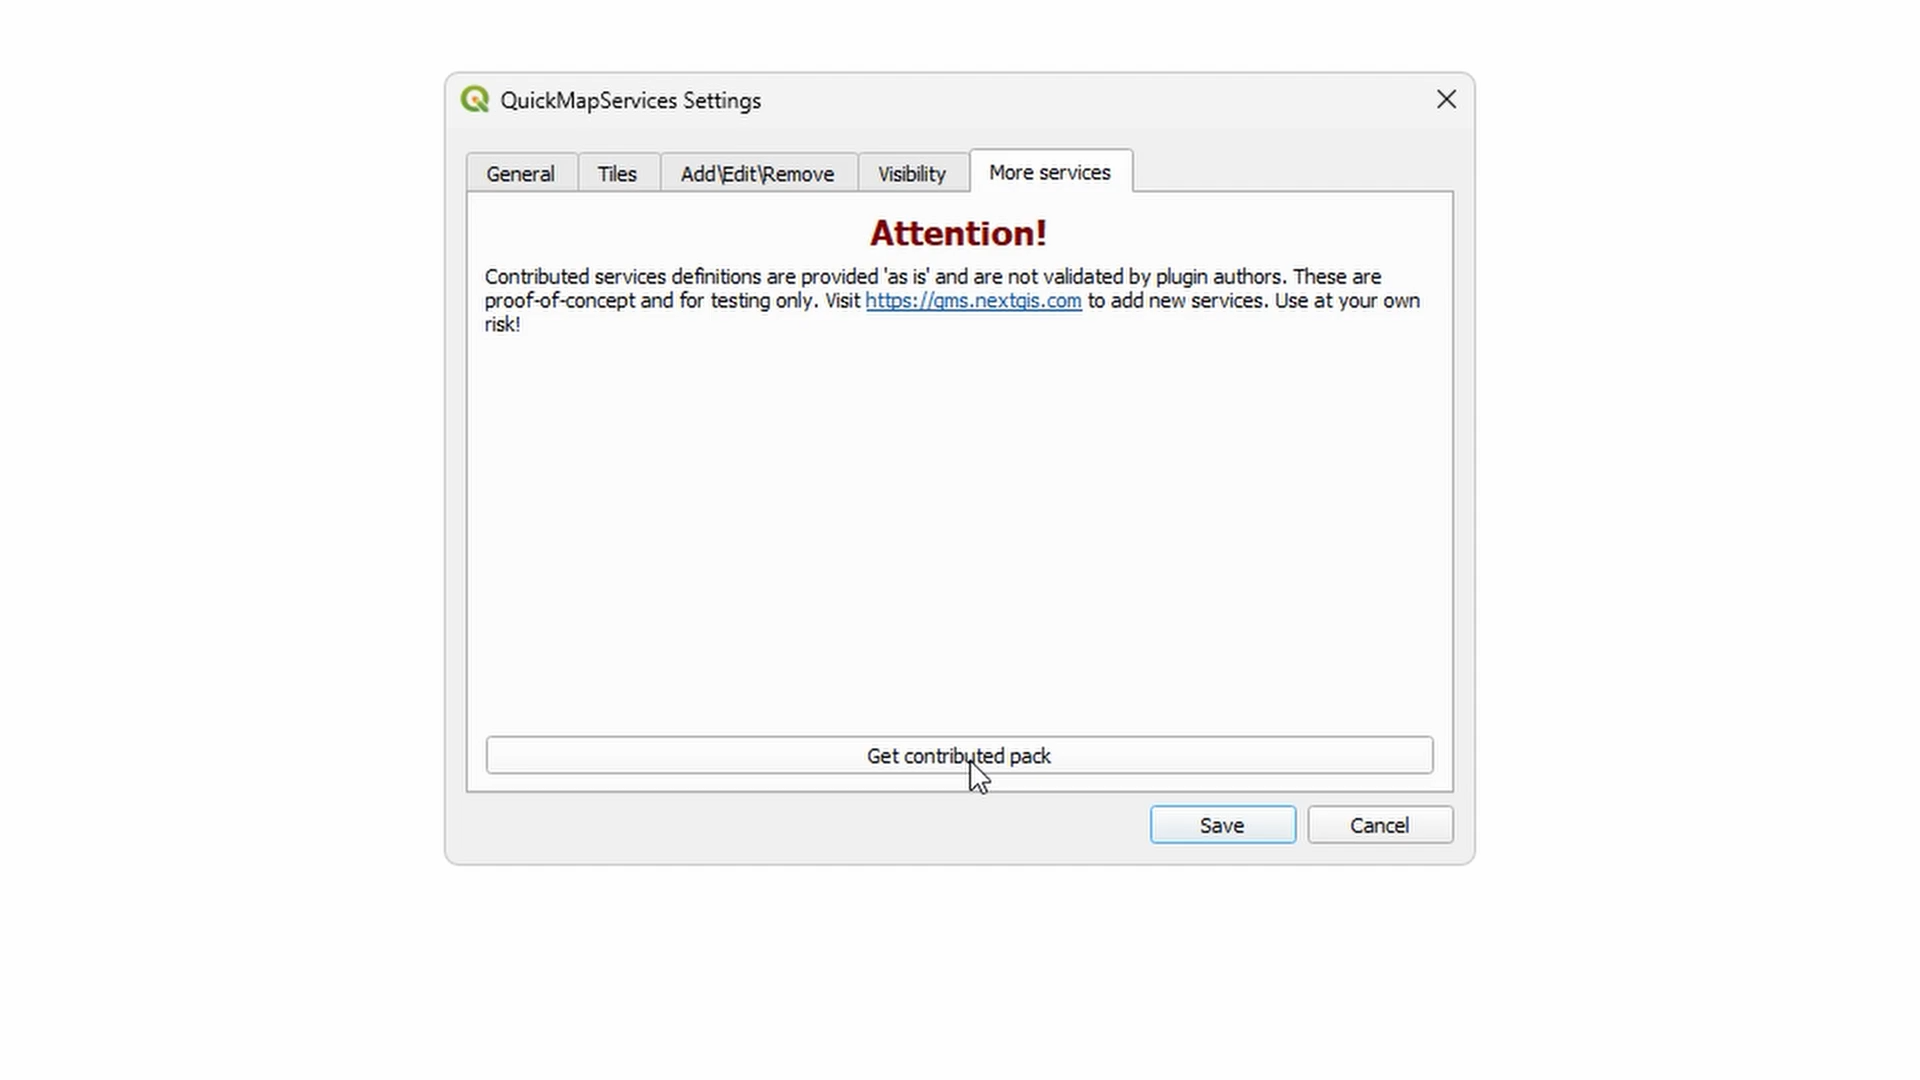 QuickMapServices Settings
General Tiles Add\Edit\Remove Visibility More services
Attention!
Contributed services definitions are provided 'as is' and are not validated by plugin authors. These are
proof-of-concept and for testing only. Visit https://qms.nextgis.com to add new services. Use at your own
risk!
Get contributed pack
Save Cancel